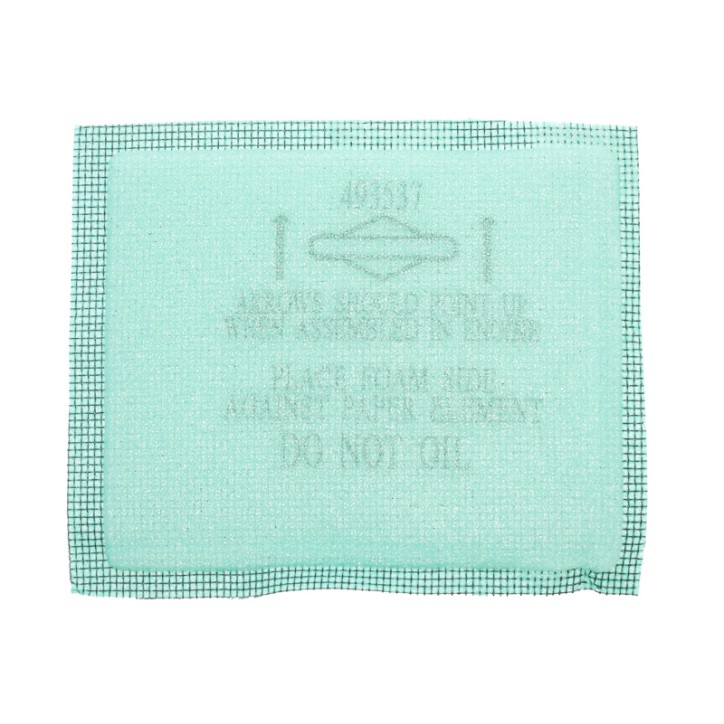 493537
ARROWS SHOULD POINT UP
WHEN ASSEMBLED IN ENGINE
PLACE FOAM SIDE
AGAINST PAPER ELEMENT
DO NOT OIL